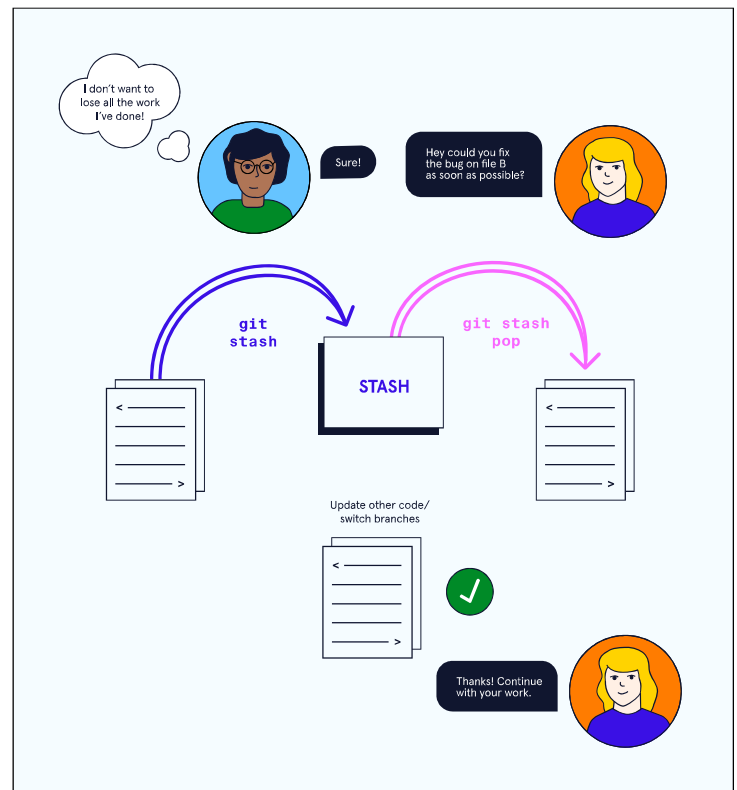 I don't want to
lose all the work
I've done!
Sure!
Hey could you fix
the bug on file B
as soon as possible?
git
stash
git stash
pop
STASH
<
>
<
>
Update other code/
switch branches
<
>
Thanks! Continue
with your work.